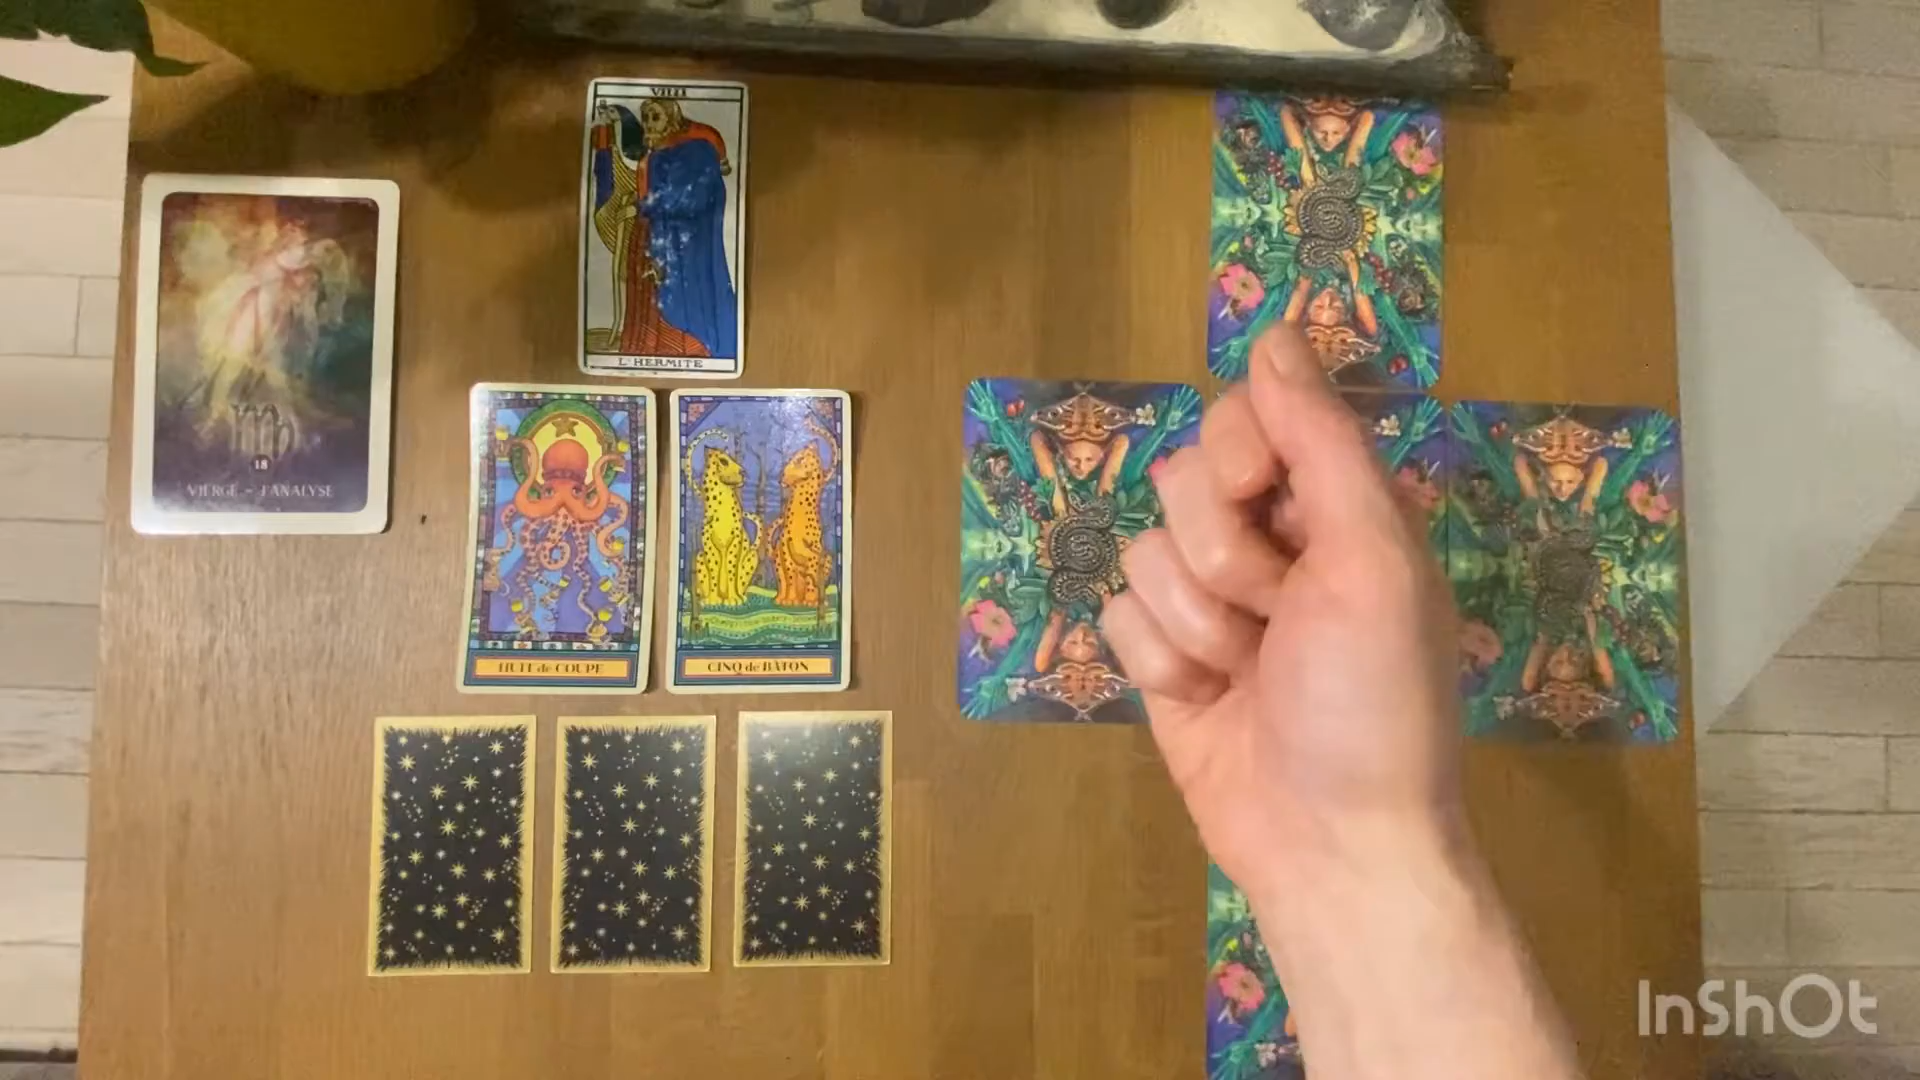 VIIII
L'HERMITE
18
VIERGE - J'ANALYSE
HUIT de COUPE
CINQ de BÂTON
InShOt